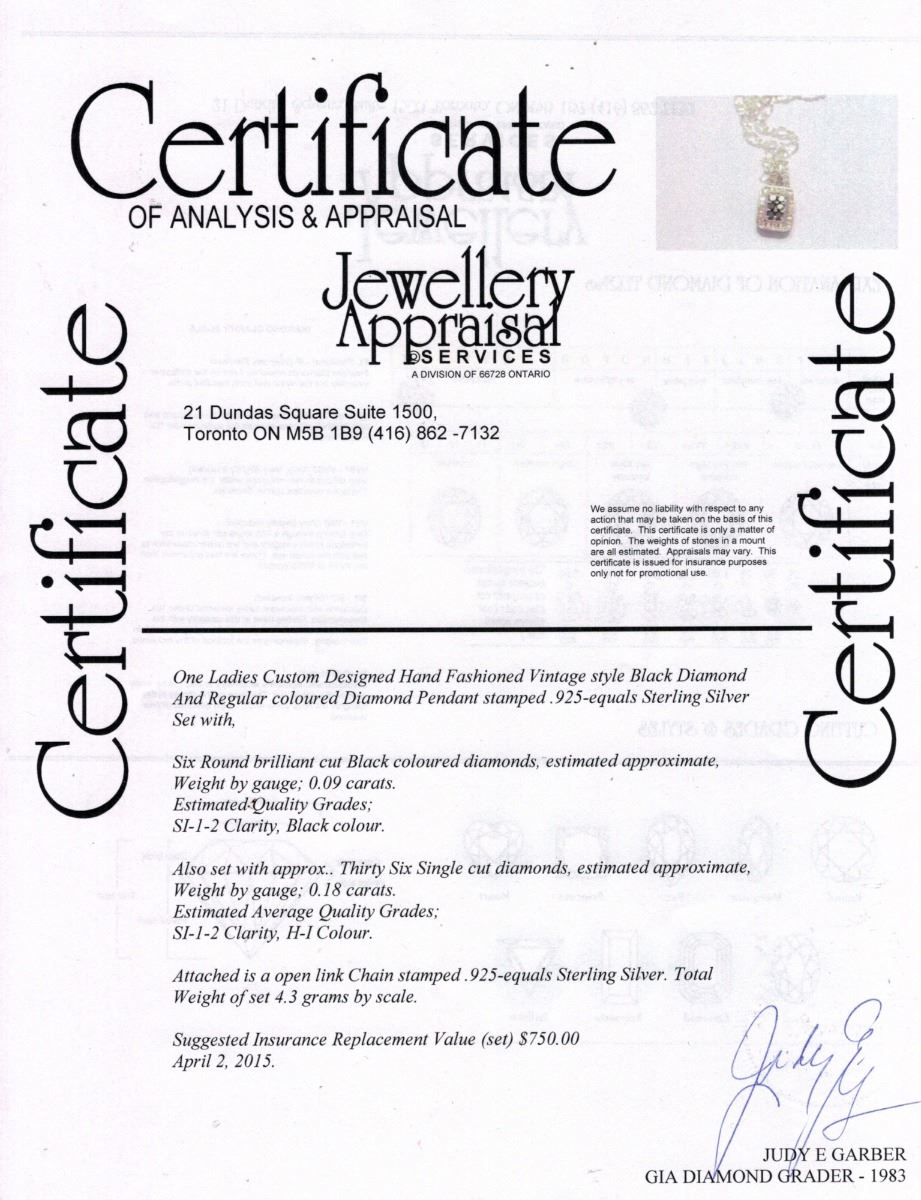 Certificate
OF ANALYSIS & APPRAISAL
Jewellery
Appraisal
SERVICES
A DIVISION OF 66728 ONTARIO
Certificate
Certificate
21 Dundas Square Suite 1500,
Toronto ON M5B 1B9 (416) 862 -7132
We assume no liability with respect to any
action that may be taken on the basis of this
certificate. This certificate is only a matter of
opinion. The weights of stones in a mount
are all estimated. Appraisals may vary. This
certificate is issued for insurance purposes
only not for promotional use.
One Ladies Custom Designed Hand Fashioned Vintage style Black Diamond
And Regular coloured Diamond Pendant stamped .925-equals Sterling Silver
Set with,
Six Round brilliant cut Black coloured diamonds, estimated approximate,
Weight by gauge; 0.09 carats.
Estimated Quality Grades;
SI-1-2 Clarity, Black colour.
Also set with approx.. Thirty Six Single cut diamonds, estimated approximate,
Weight by gauge; 0.18 carats.
Estimated Average Quality Grades;
SI-1-2 Clarity, H-I Colour.
Attached is a open link Chain stamped .925-equals Sterling Silver. Total
Weight of set 4.3 grams by scale.
Suggested Insurance Replacement Value (set) $750.00
April 2, 2015.
JUDY E GARBER
GIA DIAMOND GRADER - 1983